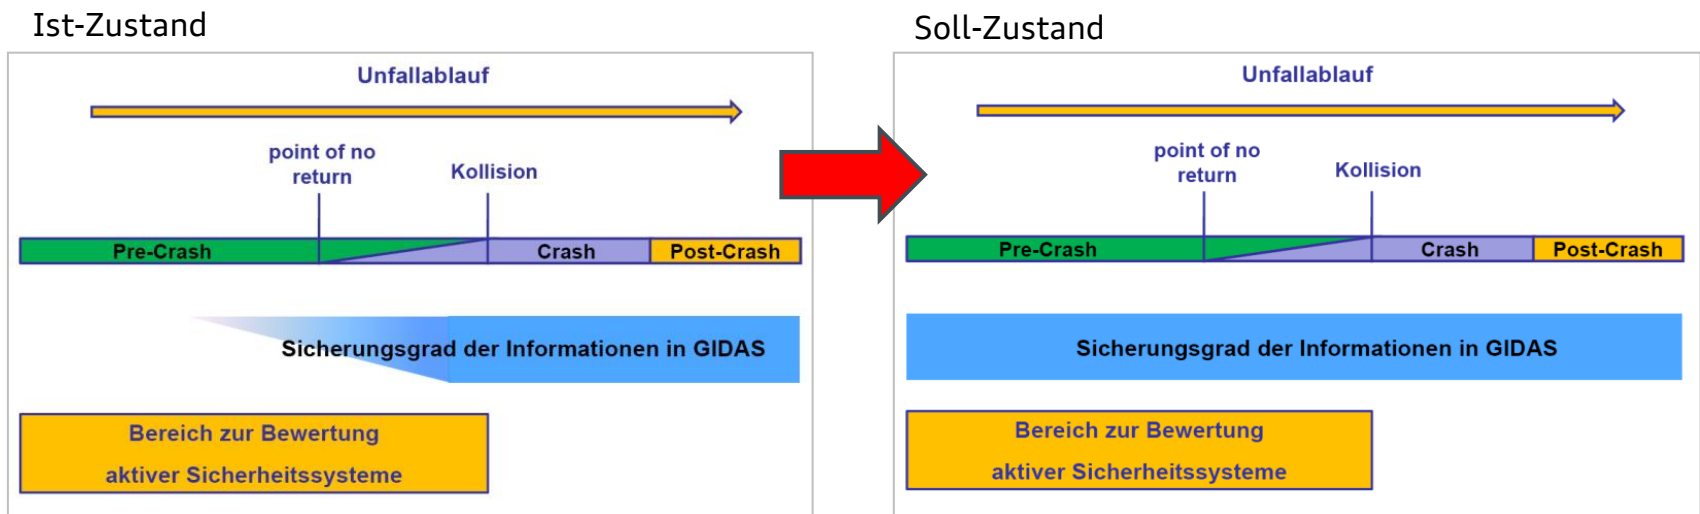 Ist-Zustand
Unfallablauf
point of no
return
Kollision
Pre-Crash
Crash
Post-Crash
Sicherungsgrad der Informationen in GIDAS
Bereich zur Bewertung
aktiver Sicherheitssysteme
Soll-Zustand
Unfallablauf
point of no
return
Kollision
Pre-Crash
Crash
Post-Crash
Sicherungsgrad der Informationen in GIDAS
Bereich zur Bewertung
aktiver Sicherheitssysteme